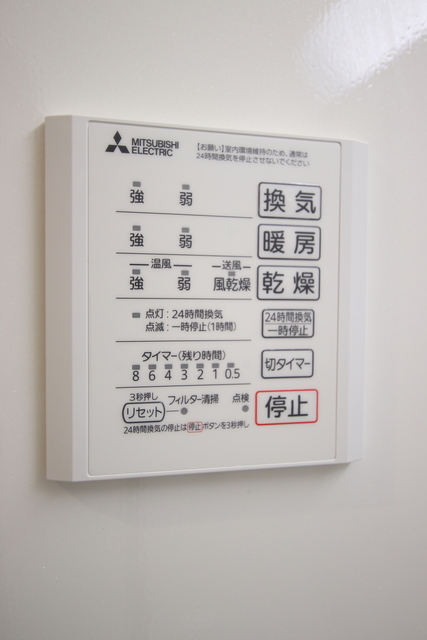 MITSUBISHI
ELECTRIC
【お願い】室内環境維持のため、通常は
24時間換気を停止させないでください
強 弱 換気
強 弱 暖房
温風 送風
強 弱 風乾燥 乾燥
点灯:24時間換気
点滅:一時停止(1時間)
24時間換気
一時停止
タイマー(残り時間)
8 6 4 3 2 1 0.5
切タイマー
3秒押し
リセット フィルター清掃 点検
停止
24時間換気の停止は停止ボタンを3秒押し